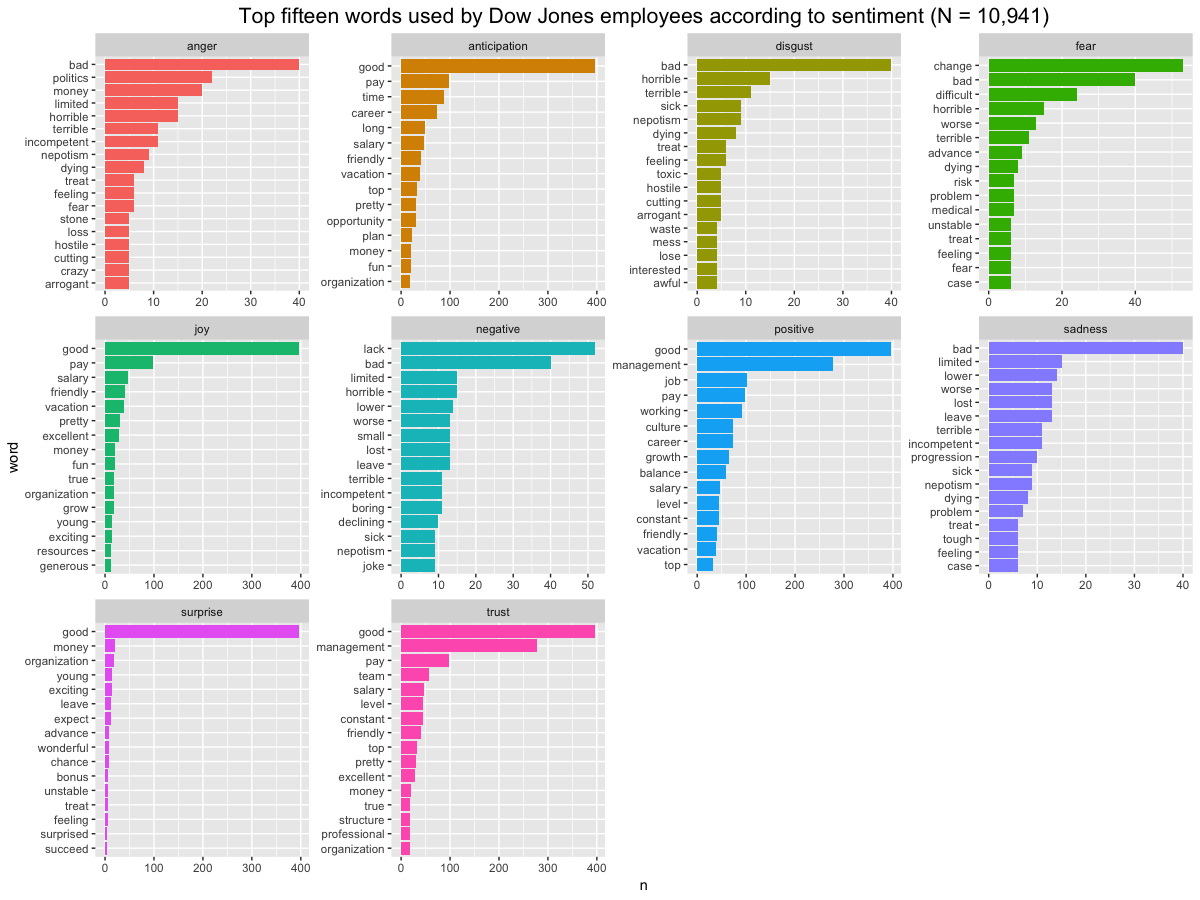 Top fifteen words used by Dow Jones employees according to sentiment (N = 10,941)
anger
bad
politics
money
limited
horrible
terrible
incompetent
nepotism
dying
treat
feeling
fear
stone
loss
hostile
cutting
crazy
arrogant
0 10 20 30 40
anticipation
good
pay
time
career
long
salary
friendly
vacation
top
pretty
opportunity
plan
money
fun
organization
0 100 200 300 400
disgust
bad
horrible
terrible
sick
nepotism
dying
treat
feeling
toxic
hostile
cutting
arrogant
waste
mess
lose
interested
awful
0 10 20 30 40
fear
change
bad
difficult
horrible
worse
terrible
advance
dying
risk
problem
medical
unstable
treat
feeling
fear
case
0 20 40
joy
good
pay
salary
friendly
vacation
pretty
excellent
money
fun
true
organization
grow
young
exciting
resources
generous
0 100 200 300 400
negative
lack
bad
limited
horrible
lower
worse
small
lost
leave
terrible
incompetent
boring
declining
sick
nepotism
joke
0 10 20 30 40 50
positive
good
management
job
pay
working
culture
career
growth
balance
salary
level
constant
friendly
vacation
top
0 100 200 300 400
sadness
bad
limited
lower
worse
lost
leave
terrible
incompetent
progression
sick
nepotism
dying
problem
treat
tough
feeling
case
0 10 20 30 40
surprise
good
money
organization
young
exciting
leave
expect
advance
wonderful
chance
bonus
unstable
treat
feeling
surprised
succeed
0 100 200 300 400
trust
good
management
pay
team
salary
level
constant
friendly
top
pretty
excellent
money
true
structure
professional
organization
0 100 200 300 400
word
n